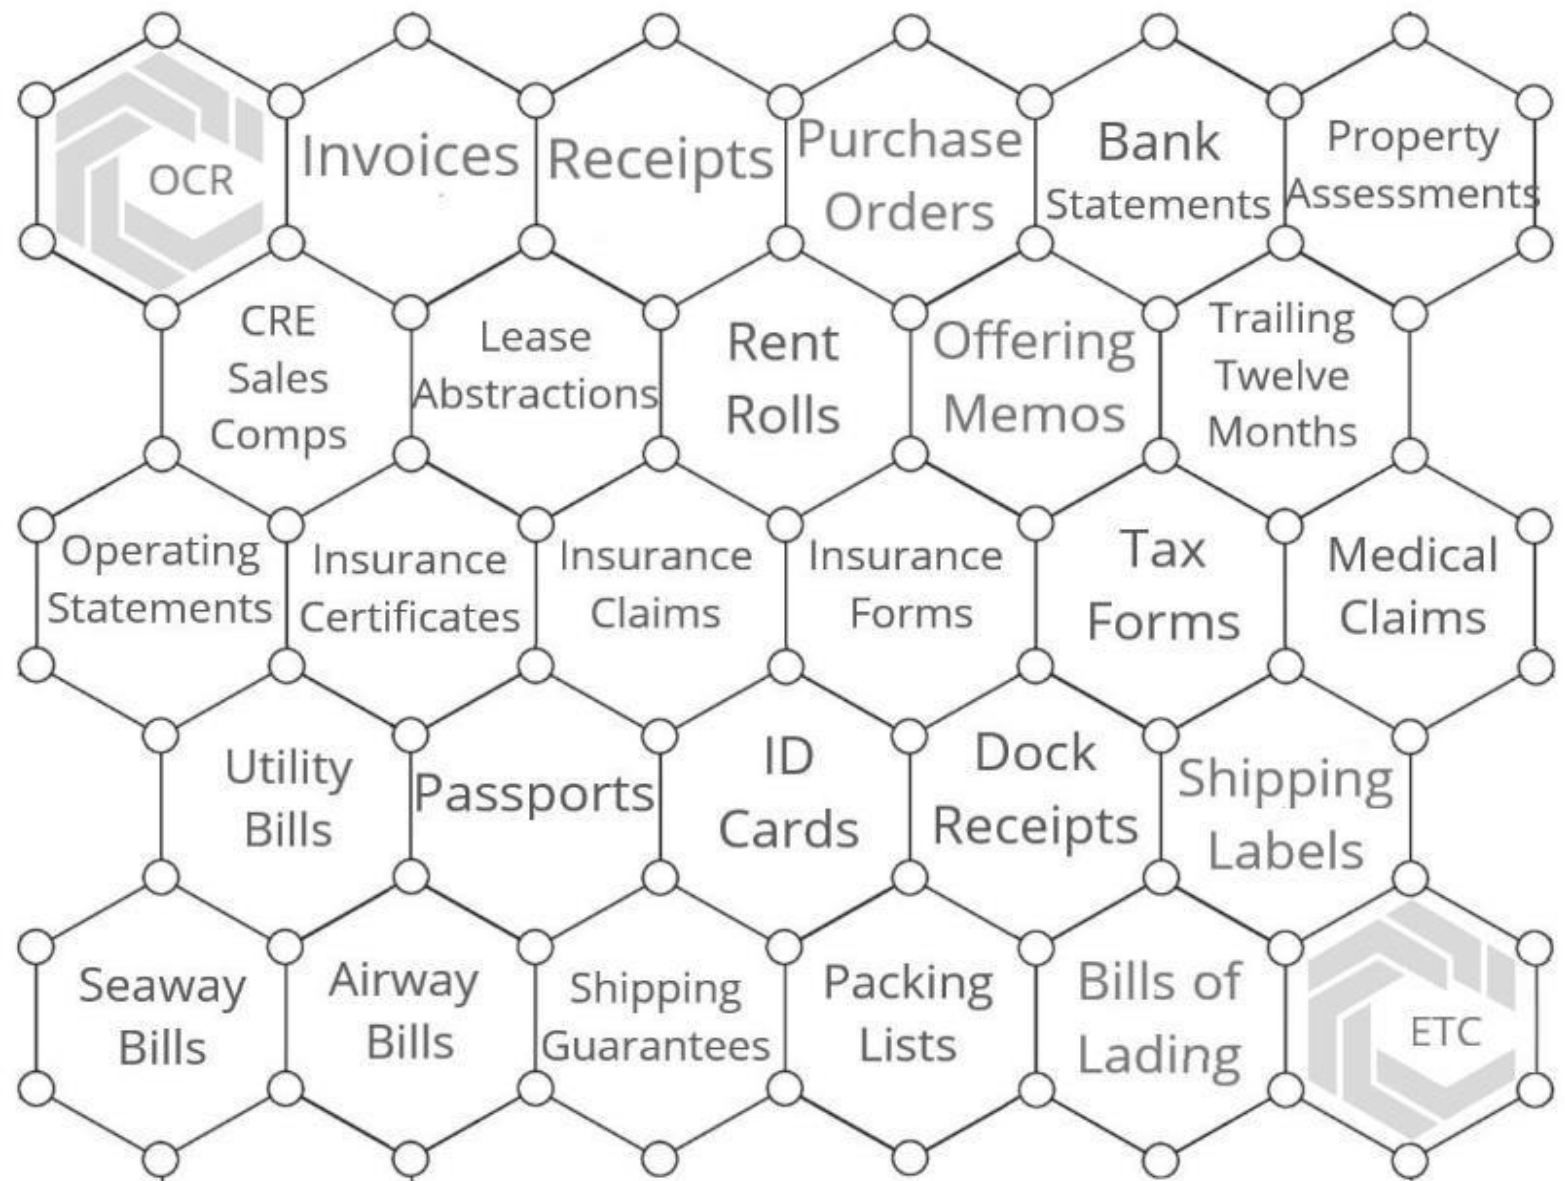 OCR
Invoices
Receipts
Purchase
Orders
Bank
Statements
Property
Assessments
CRE
Sales
Comps
Lease
Abstractions
Rent
Rolls
Offering
Memos
Trailing
Twelve
Months
Operating
Statements
Insurance
Certificates
Insurance
Claims
Insurance
Forms
Tax
Forms
Medical
Claims
Utility
Bills
Passports
ID
Cards
Dock
Receipts
Shipping
Labels
Seaway
Bills
Airway
Bills
Shipping
Guarantees
Packing
Lists
Bills of
Lading
ETC